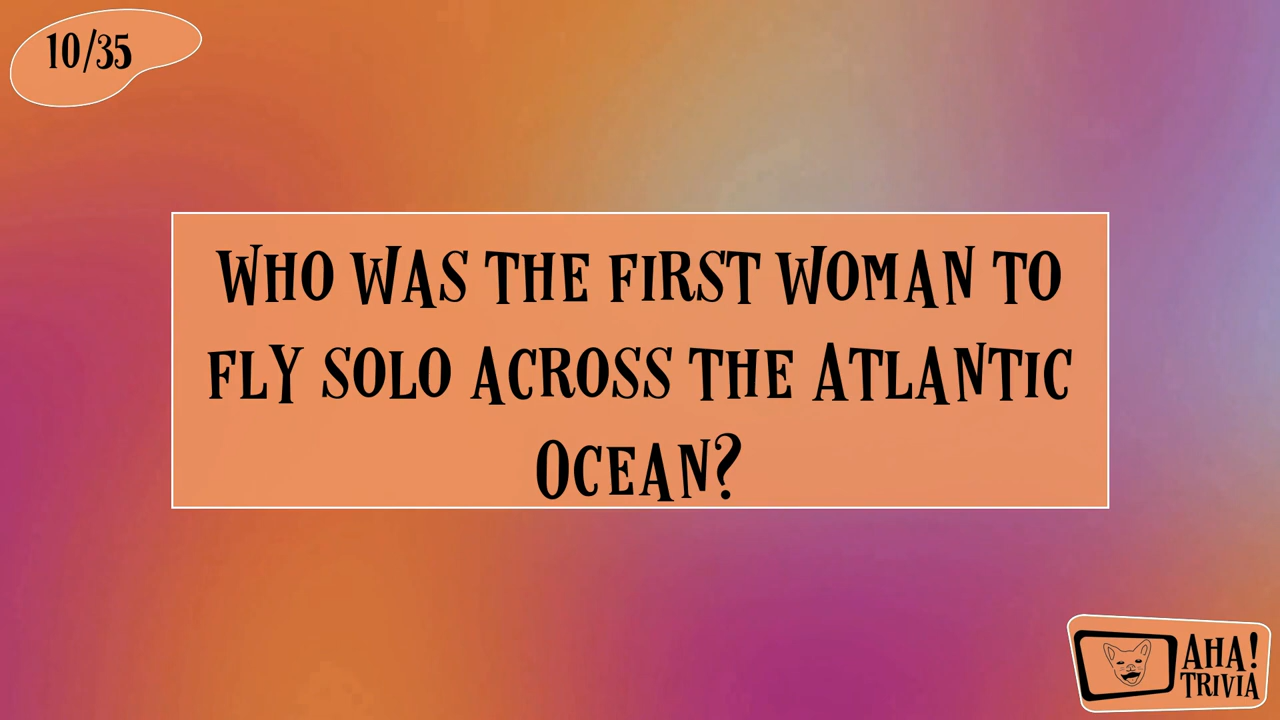 10/35
WHO WAS THE FIRST WOMAN TO
FLY SOLO ACROSS THE ATLANTIC
OCEAN?
AHA!
TRIVIA